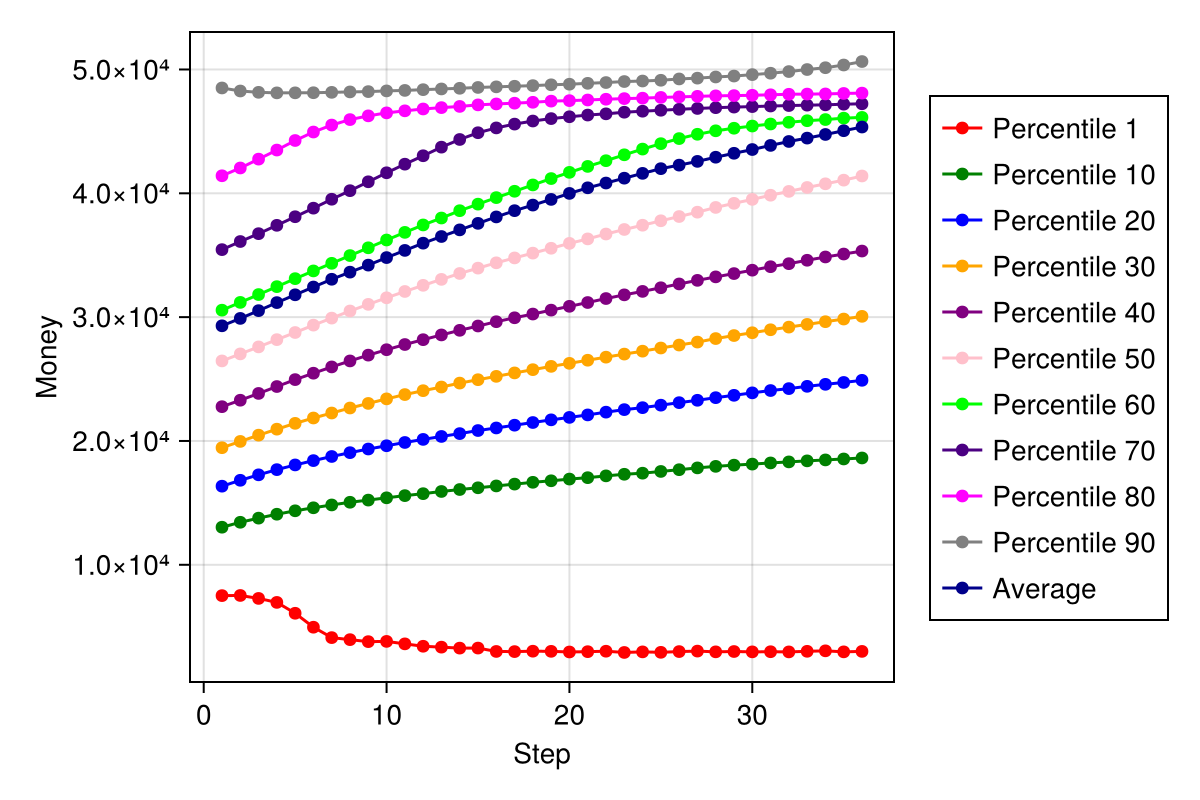 5.0×10⁴
4.0×10⁴
3.0×10⁴
2.0×10⁴
1.0×10⁴
Money
0 10 20 30
Step
Percentile 1
Percentile 10
Percentile 20
Percentile 30
Percentile 40
Percentile 50
Percentile 60
Percentile 70
Percentile 80
Percentile 90
Average